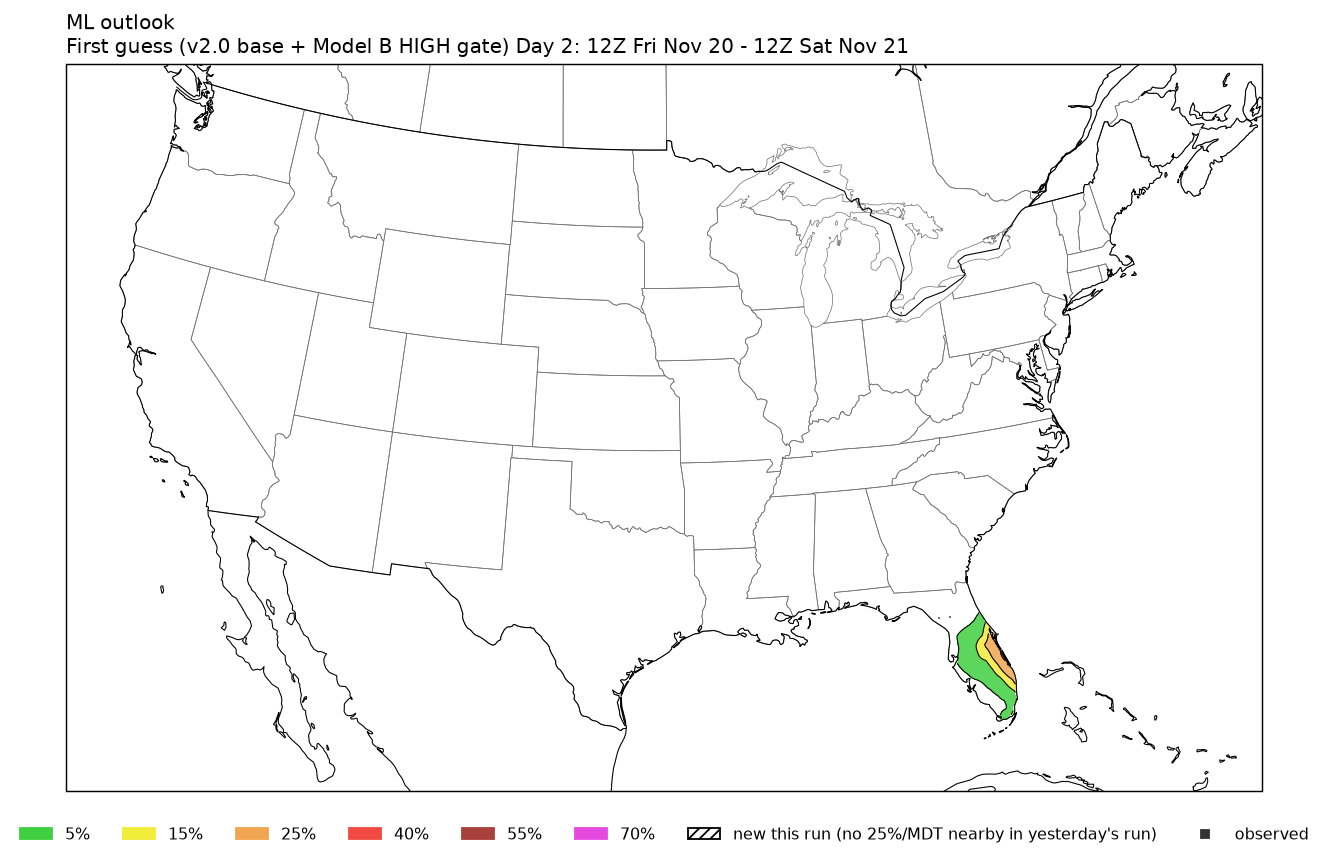 ML outlook
First guess (v2.0 base + Model B HIGH gate) Day 2: 12Z Fri Nov 20 - 12Z Sat Nov 21
5% 15% 25% 40% 55% 70% new this run (no 25%/MDT nearby in yesterday's run) observed